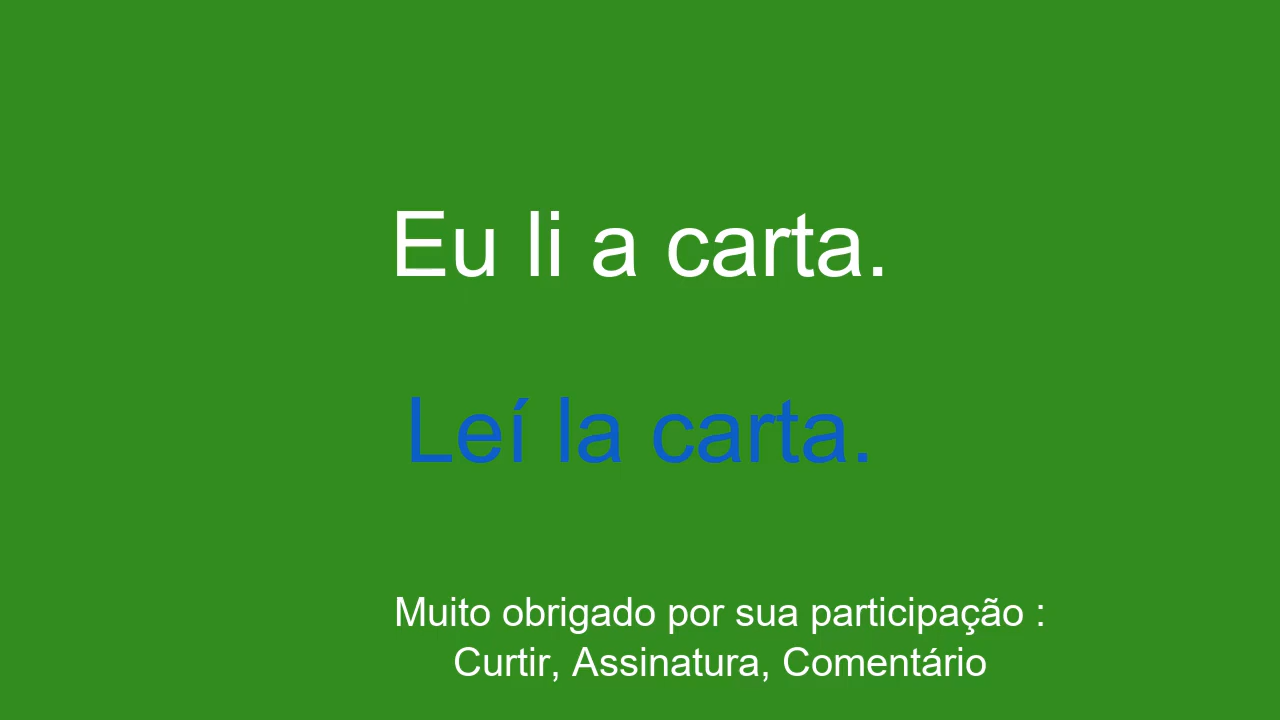 Eu li a carta.
Leí la carta.
Muito obrigado por sua participação :
Curtir, Assinatura, Comentário